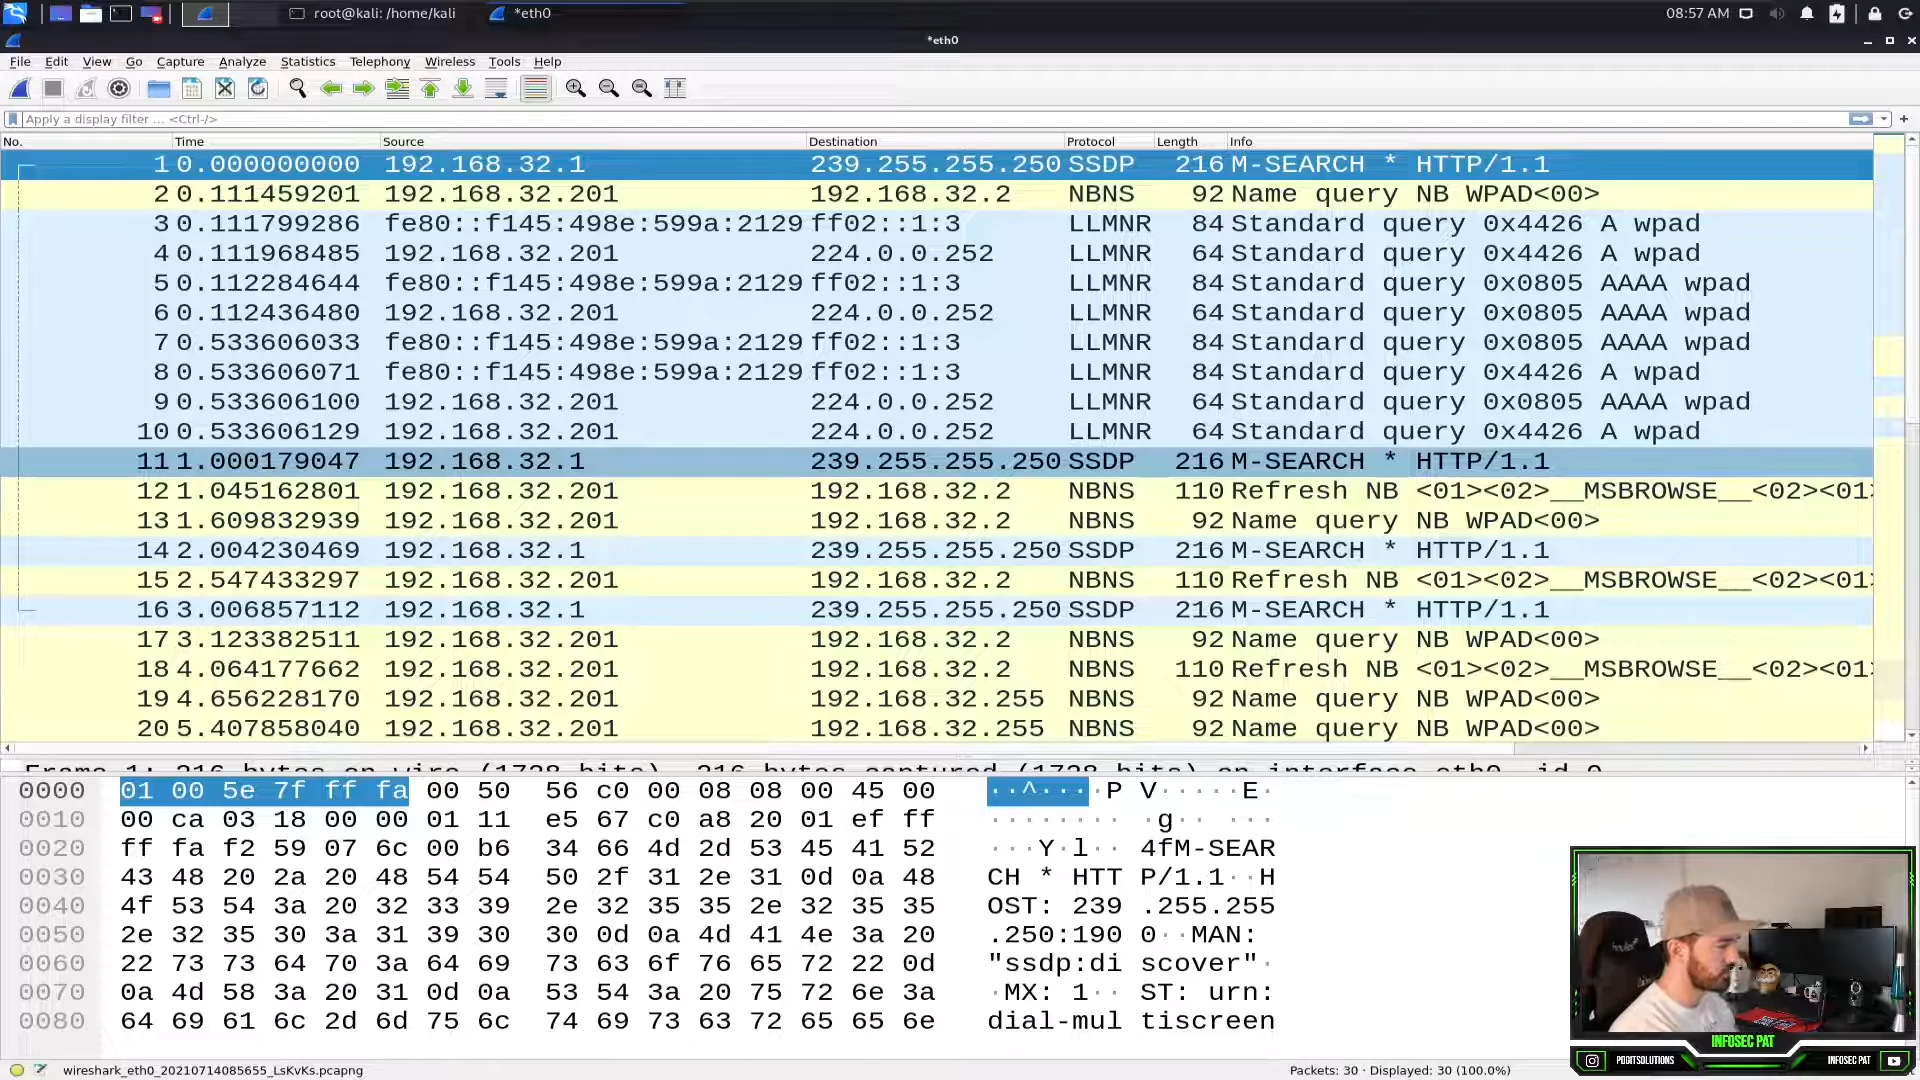 root@kali: /home/kali
*eth0
08:57 AM
*eth0
File Edit View Go Capture Analyze Statistics Telephony Wireless Tools Help
Apply a display filter ... <Ctrl-/>
No. Time Source Destination Protocol Length Info
1 0.000000000 192.168.32.1 239.255.255.250 SSDP 216 M-SEARCH * HTTP/1.1
2 0.111459201 192.168.32.201 192.168.32.2 NBNS 92 Name query NB WPAD<00>
3 0.111799286 fe80::f145:498e:599a:2129 ff02::1:3 LLMNR 84 Standard query 0x4426 A wpad
4 0.111968485 192.168.32.201 224.0.0.252 LLMNR 64 Standard query 0x4426 A wpad
5 0.112284644 fe80::f145:498e:599a:2129 ff02::1:3 LLMNR 84 Standard query 0x0805 AAAA wpad
6 0.112436480 192.168.32.201 224.0.0.252 LLMNR 64 Standard query 0x0805 AAAA wpad
7 0.533606033 fe80::f145:498e:599a:2129 ff02::1:3 LLMNR 84 Standard query 0x0805 AAAA wpad
8 0.533606071 fe80::f145:498e:599a:2129 ff02::1:3 LLMNR 84 Standard query 0x4426 A wpad
9 0.533606100 192.168.32.201 224.0.0.252 LLMNR 64 Standard query 0x0805 AAAA wpad
10 0.533606129 192.168.32.201 224.0.0.252 LLMNR 64 Standard query 0x4426 A wpad
11 1.000179047 192.168.32.1 239.255.255.250 SSDP 216 M-SEARCH * HTTP/1.1
12 1.045162801 192.168.32.201 192.168.32.2 NBNS 110 Refresh NB <01><02>__MSBROWSE__<02><01>
13 1.609832939 192.168.32.201 192.168.32.2 NBNS 92 Name query NB WPAD<00>
14 2.004230469 192.168.32.1 239.255.255.250 SSDP 216 M-SEARCH * HTTP/1.1
15 2.547433297 192.168.32.201 192.168.32.2 NBNS 110 Refresh NB <01><02>__MSBROWSE__<02><01>
16 3.006857112 192.168.32.1 239.255.255.250 SSDP 216 M-SEARCH * HTTP/1.1
17 3.123382511 192.168.32.201 192.168.32.2 NBNS 92 Name query NB WPAD<00>
18 4.064177662 192.168.32.201 192.168.32.2 NBNS 110 Refresh NB <01><02>__MSBROWSE__<02><01>
19 4.656228170 192.168.32.201 192.168.32.255 NBNS 92 Name query NB WPAD<00>
20 5.407858040 192.168.32.201 192.168.32.255 NBNS 92 Name query NB WPAD<00>
Frame 1: 216 bytes on wire (1728 bits), 216 bytes captured (1728 bits) on interface eth0, id 0
0000 01 00 5e 7f ff fa 00 50 56 c0 00 08 08 00 45 00 ··^····P V·····E·
0010 00 ca 03 18 00 00 01 11 e5 67 c0 a8 20 01 ef ff ········ ·g·· ···
0020 ff fa f2 59 07 6c 00 b6 34 66 4d 2d 53 45 41 52 ···Y·l·· 4fM-SEAR
0030 43 48 20 2a 20 48 54 54 50 2f 31 2e 31 0d 0a 48 CH * HTT P/1.1··H
0040 4f 53 54 3a 20 32 33 39 2e 32 35 35 2e 32 35 35 OST: 239 .255.255
0050 2e 32 35 30 3a 31 39 30 30 0d 0a 4d 41 4e 3a 20 .250:190 0··MAN:
0060 22 73 73 64 70 3a 64 69 73 63 6f 76 65 72 22 0d "ssdp:di scover"·
0070 0a 4d 58 3a 20 31 0d 0a 53 54 3a 20 75 72 6e 3a ·MX: 1·· ST: urn:
0080 64 69 61 6c 2d 6d 75 6c 74 69 73 63 72 65 65 6e dial-mul tiscreen
INFOSEC PAT
PDDITSOLUTIONS INFOSEC PAT
wireshark_eth0_20210714085655_LsKvKs.pcapng Packets: 30 · Displayed: 30 (100.0%)